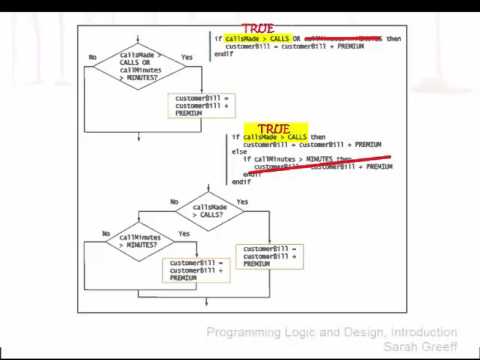 TRUE
if callsMade > CALLS OR callMinutes > MINUTES then
customerBill = customerBill + PREMIUM
endif
No
callsMade
> CALLS OR
callMinutes
> MINUTES?
Yes
customerBill =
customerBill +
PREMIUM
TRUE
if callsMade > CALLS then
customerBill = customerBill + PREMIUM
else
if callMinutes > MINUTES then
customerBill = customerBill + PREMIUM
endif
endif
No
callsMade
> CALLS?
Yes
No
callMinutes
> MINUTES?
Yes
customerBill =
customerBill +
PREMIUM
customerBill =
customerBill +
PREMIUM
Programming Logic and Design, Introduction
Sarah Greeff